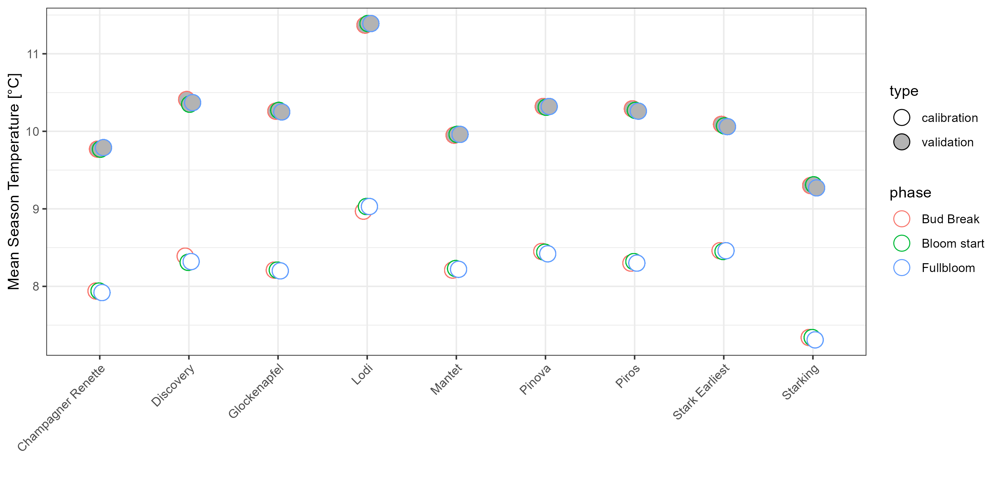 Mean Season Temperature [°C]
11
10
9
8
Champagner Renette
Discovery
Glockenapfel
Lodi
Mantet
Pinova
Piros
Stark Earliest
Starking
type
calibration
validation
phase
Bud Break
Bloom start
Fullbloom